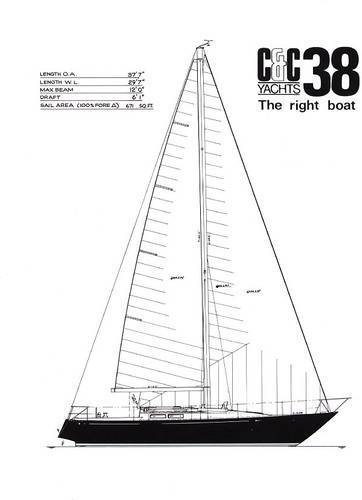 LENGTH O.A. 37'7"
LENGTH W.L. 29'7"
MAX BEAM 12'0"
DRAFT 6'1"
SAIL AREA (100% FORE Δ) 671 SQ.FT.
C&C 38
YACHTS
The right boat